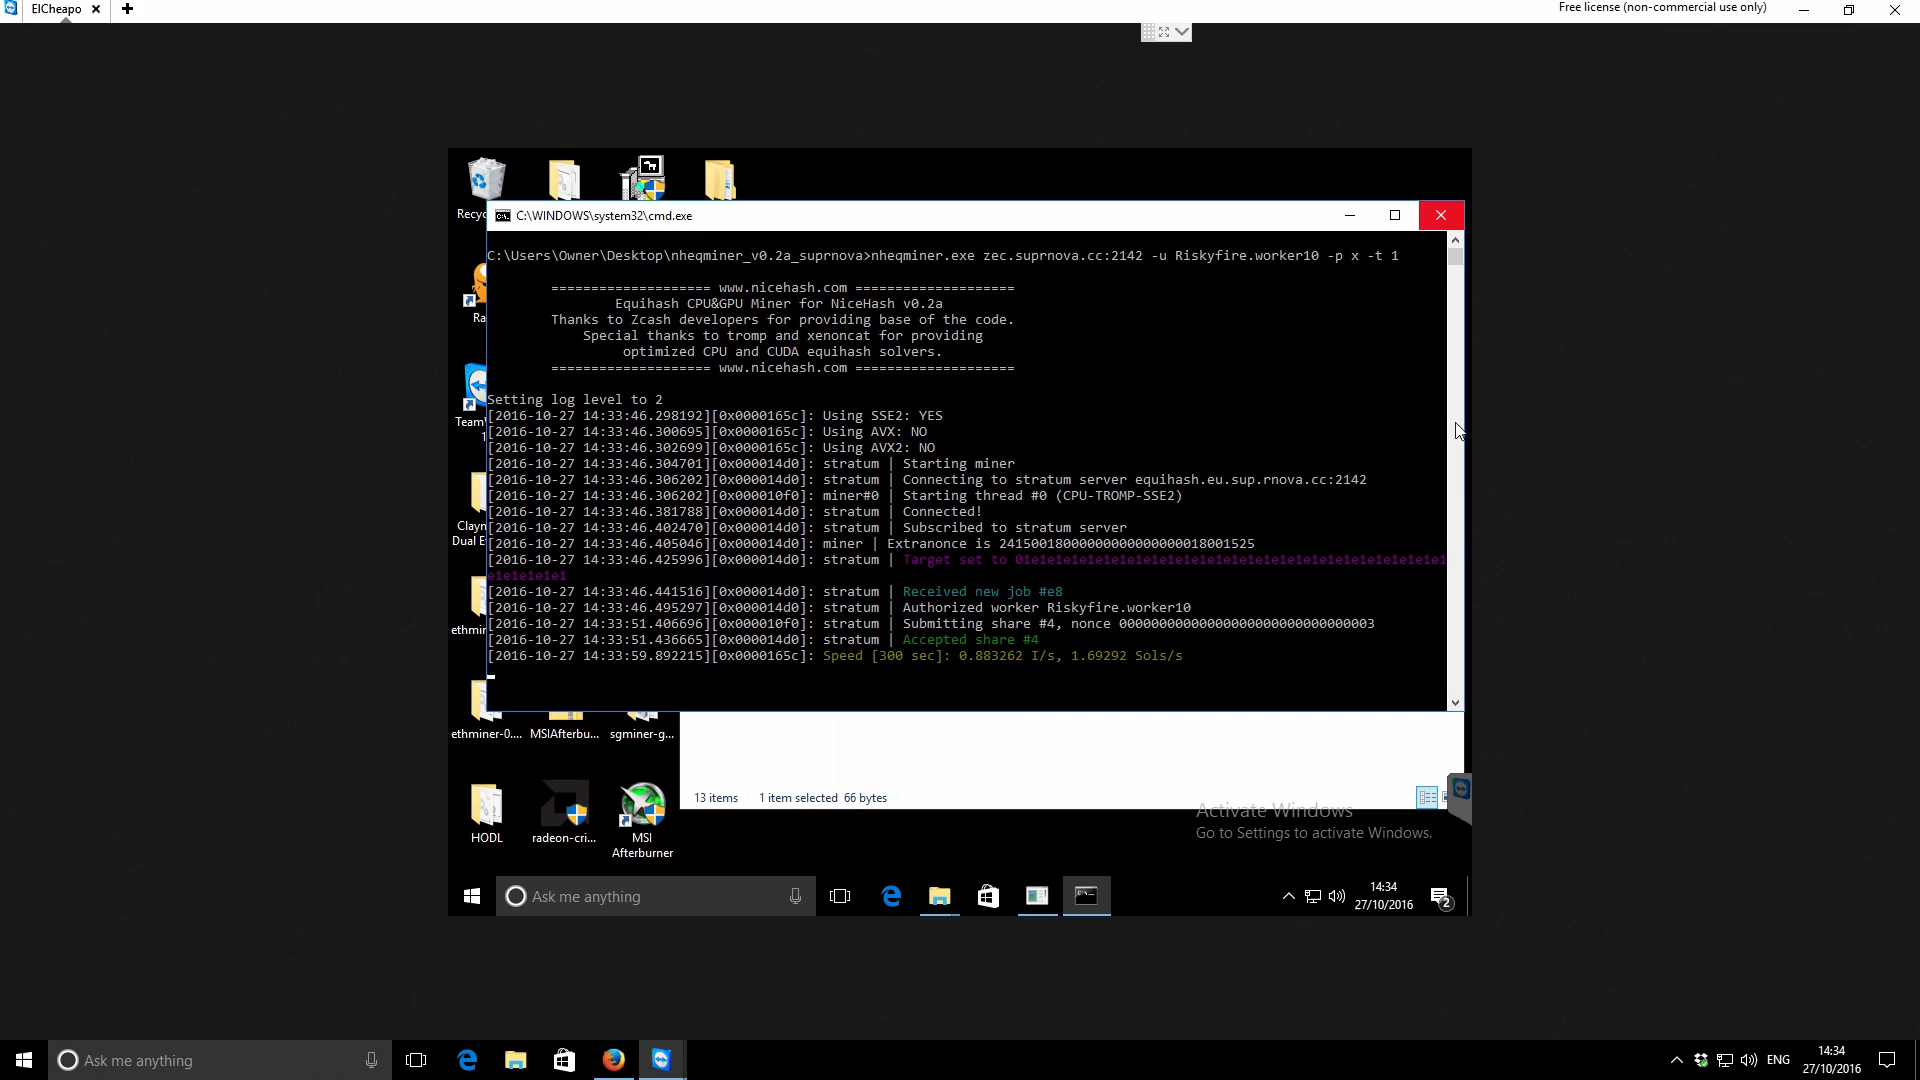 ElCheapo
Free license (non-commercial use only)
Recyc
C:\WINDOWS\system32\cmd.exe
C:\Users\Owner\Desktop\nheqminer_v0.2a_suprnova>nheqminer.exe zec.suprnova.cc:2142 -u Riskyfire.worker10 -p x -t 1
==================== www.nicehash.com ====================
Equihash CPU&GPU Miner for NiceHash v0.2a
Thanks to Zcash developers for providing base of the code.
Special thanks to tromp and xenoncat for providing
optimized CPU and CUDA equihash solvers.
==================== www.nicehash.com ====================
Setting log level to 2
[2016-10-27 14:33:46.298192][0x0000165c]: Using SSE2: YES
[2016-10-27 14:33:46.300695][0x0000165c]: Using AVX: NO
[2016-10-27 14:33:46.302699][0x0000165c]: Using AVX2: NO
[2016-10-27 14:33:46.304701][0x000014d0]: stratum | Starting miner
[2016-10-27 14:33:46.306202][0x000014d0]: stratum | Connecting to stratum server equihash.eu.sup.rnova.cc:2142
[2016-10-27 14:33:46.306202][0x000010f0]: miner#0 | Starting thread #0 (CPU-TROMP-SSE2)
[2016-10-27 14:33:46.381788][0x000014d0]: stratum | Connected!
[2016-10-27 14:33:46.402470][0x000014d0]: stratum | Subscribed to stratum server
[2016-10-27 14:33:46.405046][0x000014d0]: miner | Extranonce is 24150018000000000000000018001525
[2016-10-27 14:33:46.425996][0x000014d0]: stratum | Target set to 01e1e1e1e1e1e1e1e1e1e1e1e1e1e1e1e1e1e1e1e1e1e1e1e1e1e1
e1e1e1e1e1
[2016-10-27 14:33:46.441516][0x000014d0]: stratum | Received new job #e8
[2016-10-27 14:33:46.495297][0x000014d0]: stratum | Authorized worker Riskyfire.worker10
[2016-10-27 14:33:51.406696][0x000010f0]: stratum | Submitting share #4, nonce 00000000000000000000000000000003
[2016-10-27 14:33:51.436665][0x000014d0]: stratum | Accepted share #4
[2016-10-27 14:33:59.892215][0x0000165c]: Speed [300 sec]: 0.883262 I/s, 1.69292 Sols/s
Ra
Team
1
Claym
Dual E
ethmin
ethminer-0....
MSIAfterbu...
sgminer-g...
HODL
radeon-cri...
MSI
Afterburner
13 items
1 item selected 66 bytes
Activate Windows
Go to Settings to activate Windows.
Ask me anything
14:34
27/10/2016
2
Ask me anything
ENG
14:34
27/10/2016